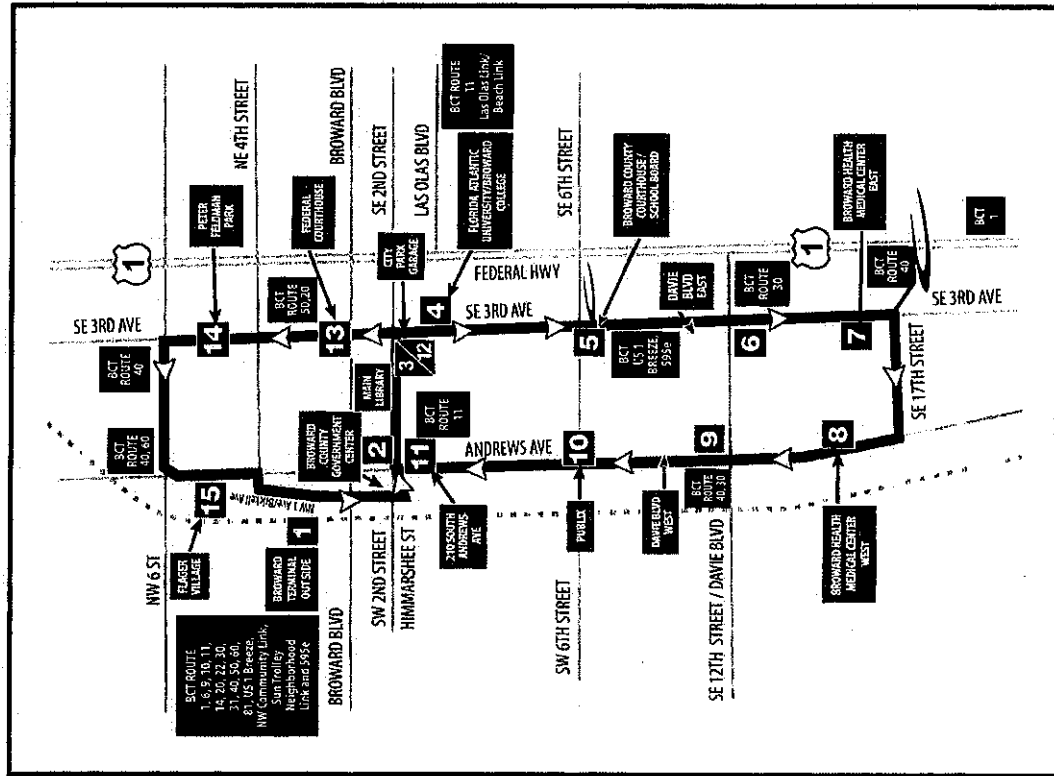 1
NE 4TH STREET
BROWARD BLVD
SE 2ND STREET
LAS OLAS BLVD
SE 6TH STREET
BCT ROUTE
11
Las Olas Link/
Beach Link
PETER
FELDMAN
PARK
FEDERAL
COURTHOUSE
CITY
PARK
GARAGE
FLORIDA ATLANTIC
UNIVERSITY/BROWARD
COLLEGE
BROWARD COUNTY
COURTHOUSE/
SCHOOL BOARD
BROWARD HEALTH
MEDICAL CENTER
EAST
FEDERAL HWY
1
BCT
1
SE 3RD AVE
14
BCT
ROUTE
50,20
13
4
SE 3RD AVE
5
DAVIE
BLVD
EAST
BCT
ROUTE
30
6
7
BCT
ROUTE
40
SE 3RD AVE
BCT
ROUTE
40
MAIN
LIBRARY
3/12
BCT
US 1
BREEZE,
595e
SE 17TH STREET
BCT
ROUTE
40,60
BROWARD
COUNTY
GOVERNMENT
CENTER
2
BCT
ROUTE
11
11
ANDREWS AVE
10
9
8
15
NW 1 Ave/Brickell Ave
BCT
ROUTE
40,30
FLAGER
VILLAGE
1
BROWARD
TERMINAL
OUTSIDE
210 SOUTH
ANDREWS
AVE
PUBLIX
DAVIE BLVD
WEST
BROWARD HEALTH
MEDICAL CENTER
WEST
NW 6 ST
BROWARD BLVD
SW 2ND STREET
HIMMARSHEE ST
SW 6TH STREET
SE 12TH STREET / DAVIE BLVD
BCT ROUTE
1, 6, 9, 10, 11,
14, 20, 22, 30,
31, 40, 50, 60,
81, US 1 Breeze,
NW Community Link,
Sun Trolley
Neighborhood
Link and 595e